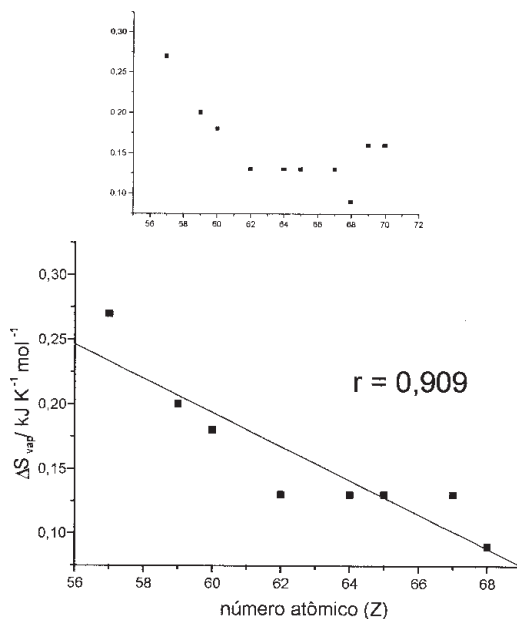 0,30
0,25
0,20
0.15
0.10
56 58 60 62 64 66 68 70 72
0,30
0,25
0,20
0,15
0,10
ΔS vap/ kJ K⁻¹ mol⁻¹
r = 0,909
56 58 60 62 64 66 68
número atômico (Z)